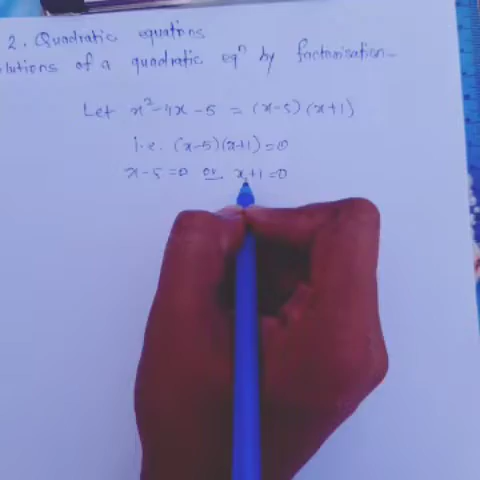 2. Quadratic equations
lutions of a quadratic eqⁿ by factorisation-
Let x²-4x-5 = (x-5)(x+1)
i.e. (x-5)(x+1)=0
x-5=0 or x+1=0